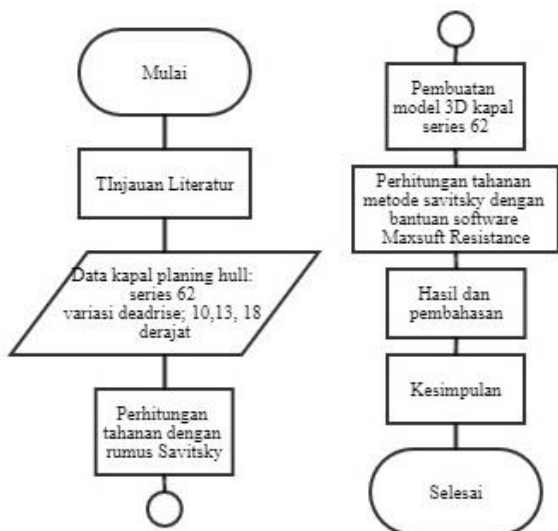 Mulai
TInjauan Literatur
Data kapal planing hull:
series 62
variasi deadrise; 10,13, 18
derajat
Perhitungan
tahanan dengan
rumus Savitsky
Pembuatan
model 3D kapal
series 62
Perhitungan tahanan
metode savitsky dengan
bantuan software
Maxsuft Resistance
Hasil dan
pembahasan
Kesimpulan
Selesai